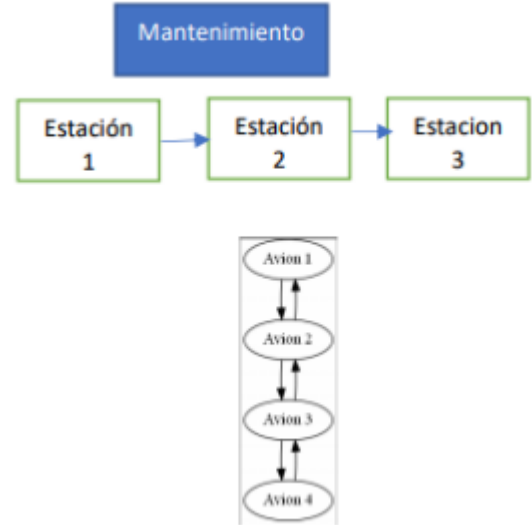 Mantenimiento
Estación
1
Estación
2
Estacion
3
Avion 1
Avion 2
Avion 3
Avion 4